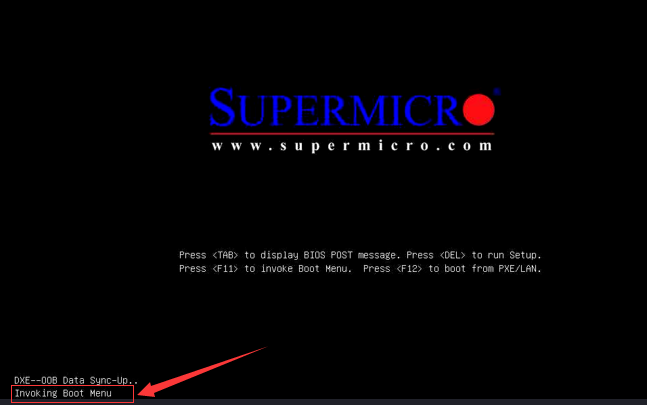 SUPERMICR
www.supermicro.com
Press <TAB> to display BIOS POST message. Press <DEL> to run Setup.
Press <F11> to invoke Boot Menu. Press <F12> to boot from PXE/LAN.
DXE--OOB Data Sync-Up..
Invoking Boot Menu